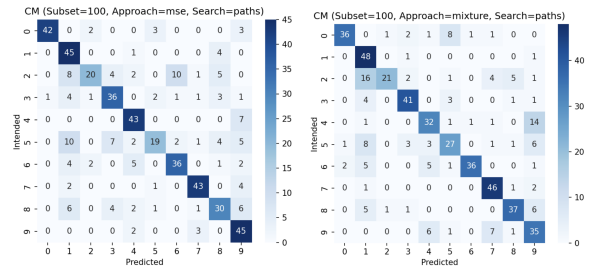 CM (Subset=100, Approach=mse, Search=paths)
0 42 0 0 0 0 3 0 0 0 3
1 0 45 0 0 1 0 0 0 4 0
2 0 8 20 4 2 0 10 1 5 0
3 1 4 1 36 0 2 1 1 3 1
4 0 0 0 0 43 0 0 0 0 7
5 0 10 0 7 2 19 2 1 4 5
6 0 4 2 0 5 0 36 0 1 2
7 0 2 0 0 1 0 0 43 0 4
8 0 6 0 4 2 1 1 0 30 6
9 0 0 0 0 2 0 0 3 0 45
0 1 2 3 4 5 6 7 8 9
Predicted
Intended
45
40
35
30
25
20
15
10
5
0
CM (Subset=100, Approach=mixture, Search=paths)
0 36 0 1 2 1 8 1 0 0 0
1 0 48 0 0 0 0 0 0 1 1
2 0 16 21 2 0 0 0 4 5 1
3 0 4 0 41 0 3 0 0 1 1
4 0 1 0 0 32 1 1 1 0 14
5 1 8 0 3 3 27 0 1 1 6
6 2 5 0 0 5 1 36 0 0 1
7 0 1 0 0 0 0 0 46 1 2
8 0 5 1 1 0 0 0 0 37 6
9 0 0 0 0 6 1 0 7 1 35
0 1 2 3 4 5 6 7 8 9
Predicted
Intended
40
30
20
10
0